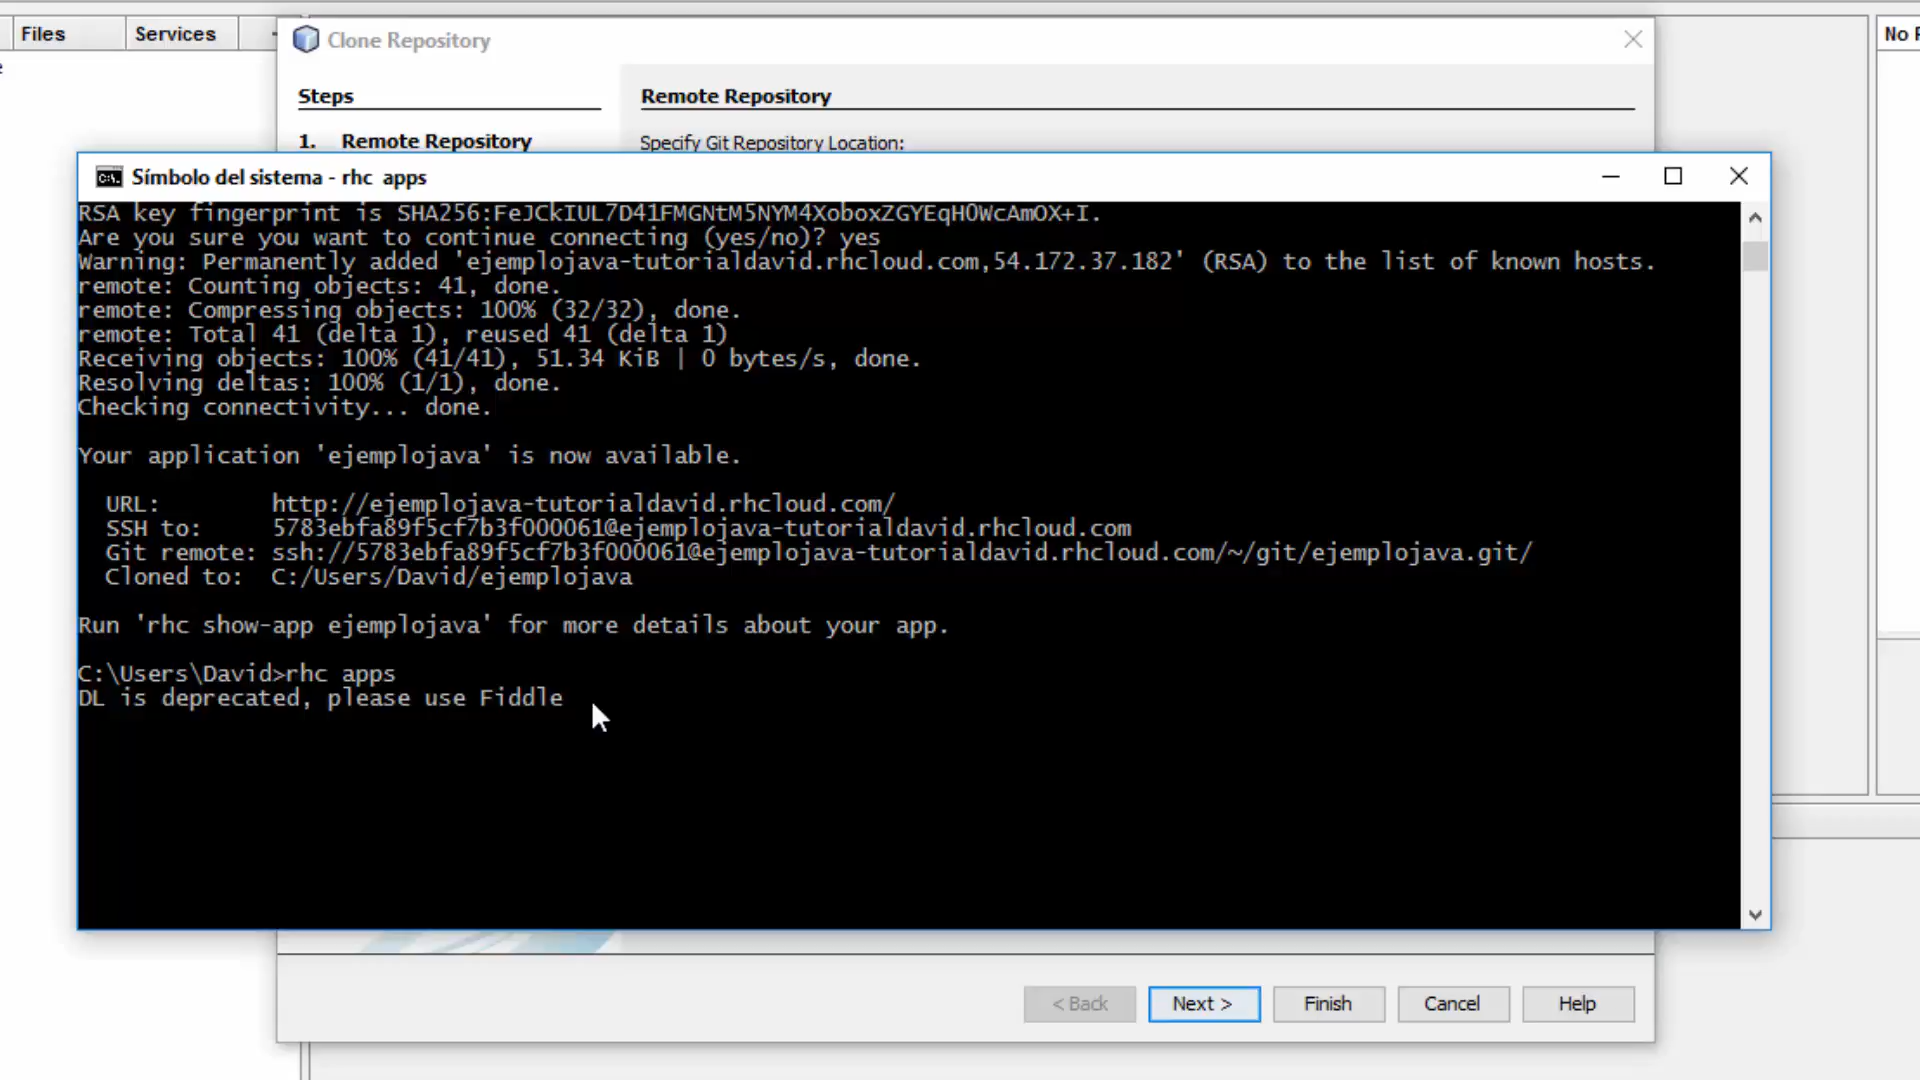 Files
Services
Clone Repository
No
Steps
Remote Repository
1. Remote Repository
Specify Git Repository Location:
Símbolo del sistema - rhc apps
RSA key fingerprint is SHA256:FeJCkIUL7D41FMGNtM5NYM4XoboxZGYEqH0WcAmOX+I.
Are you sure you want to continue connecting (yes/no)? yes
Warning: Permanently added 'ejemplojava-tutorialdavid.rhcloud.com,54.172.37.182' (RSA) to the list of known hosts.
remote: Counting objects: 41, done.
remote: Compressing objects: 100% (32/32), done.
remote: Total 41 (delta 1), reused 41 (delta 1)
Receiving objects: 100% (41/41), 51.34 KiB | 0 bytes/s, done.
Resolving deltas: 100% (1/1), done.
Checking connectivity... done.
Your application 'ejemplojava' is now available.
URL: http://ejemplojava-tutorialdavid.rhcloud.com/
SSH to: 5783ebfa89f5cf7b3f000061@ejemplojava-tutorialdavid.rhcloud.com
Git remote: ssh://5783ebfa89f5cf7b3f000061@ejemplojava-tutorialdavid.rhcloud.com/~/git/ejemplojava.git/
Cloned to: C:/Users/David/ejemplojava
Run 'rhc show-app ejemplojava' for more details about your app.
C:\Users\David>rhc apps
DL is deprecated, please use Fiddle
< Back
Next >
Finish
Cancel
Help